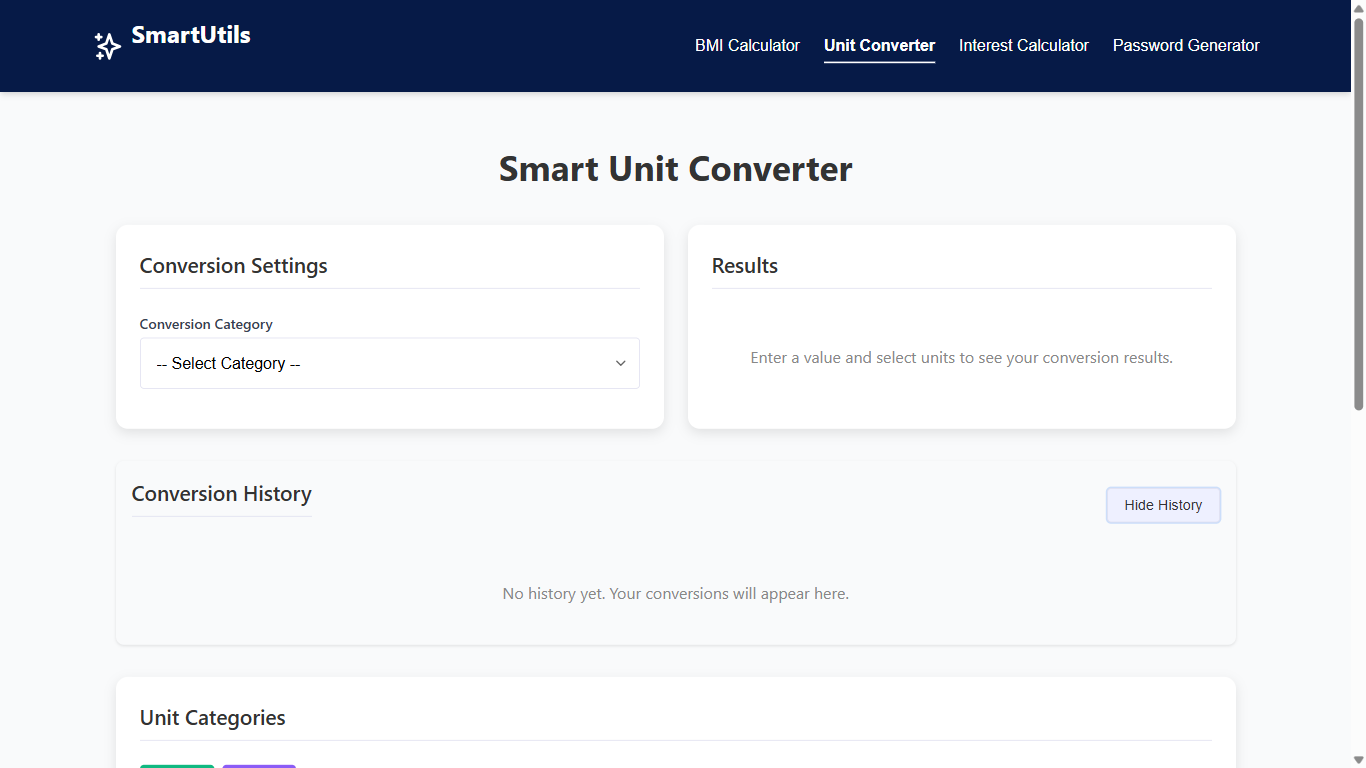 SmartUtils
BMI Calculator
Unit Converter
Interest Calculator
Password Generator
Smart Unit Converter
Conversion Settings
Conversion Category
-- Select Category --
Results
Enter a value and select units to see your conversion results.
Conversion History
Hide History
No history yet. Your conversions will appear here.
Unit Categories